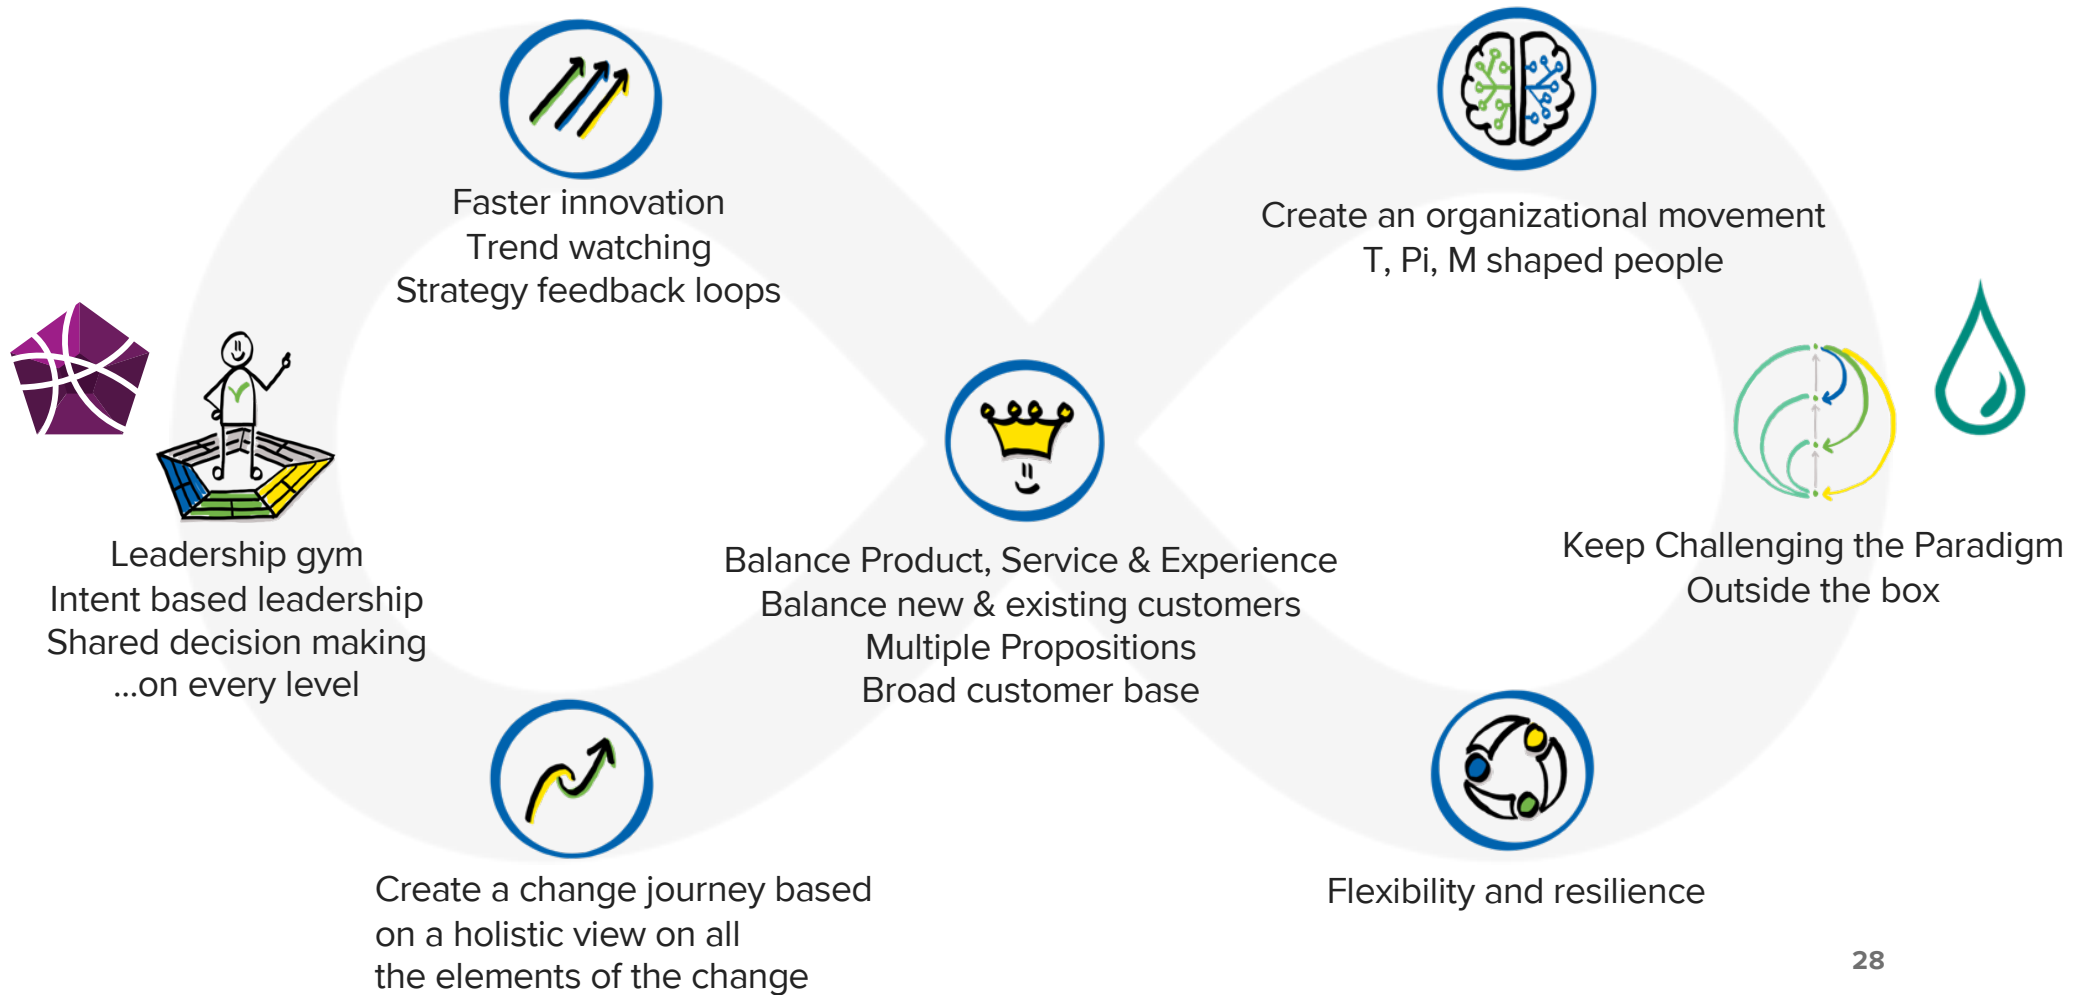 Faster innovation
Trend watching
Strategy feedback loops
Create an organizational movement
T, Pi, M shaped people
Leadership gym
Intent based leadership
Shared decision making
...on every level
Balance Product, Service & Experience
Balance new & existing customers
Multiple Propositions
Broad customer base
Keep Challenging the Paradigm
Outside the box
Create a change journey based
on a holistic view on all
the elements of the change
Flexibility and resilience
28